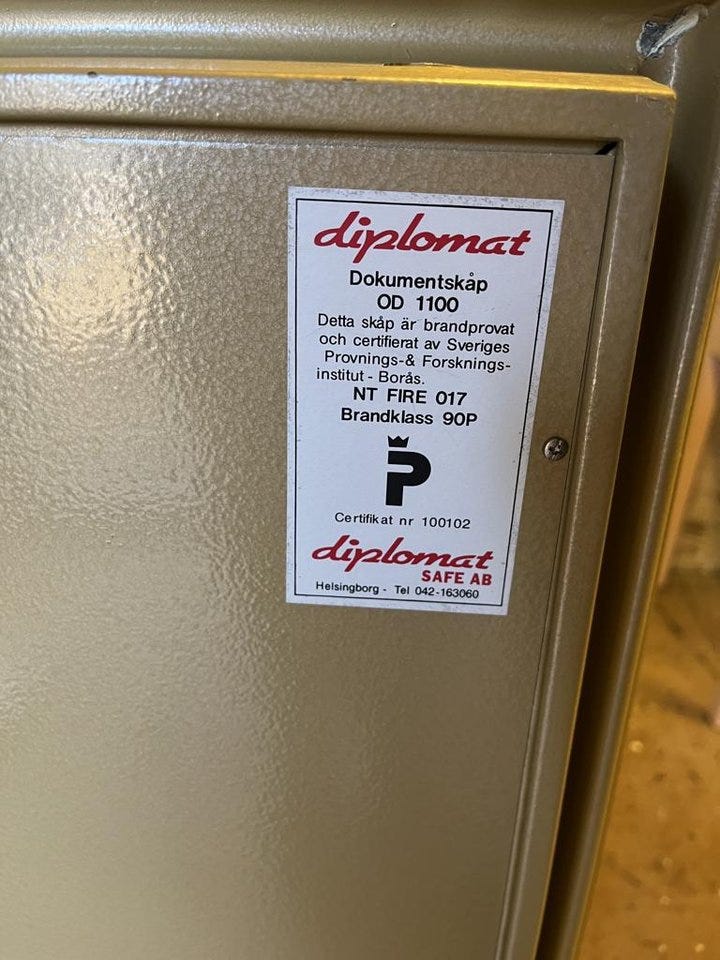 diplomat
Dokumentskåp
OD 1100
Detta skåp är brandprovat
och certifierat av Sveriges
Provnings-& Forsknings-
institut - Borås.
NT FIRE 017
Brandklass 90P
P
Certifikat nr 100102
diplomat
SAFE AB
Helsingborg - Tel 042-163060